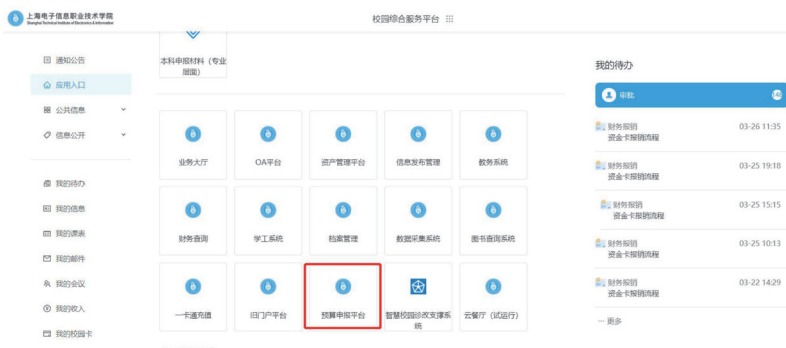 上海电子信息职业技术学院
Shanghai Technical Institute of Electronics & Information
校园综合服务平台
通知公告
应用入口
公共信息
信息公开
我的待办
我的信息
我的课表
我的邮件
我的会议
我的收入
我的校园卡
本科申报材料（专业
层面）
业务大厅
OA平台
资产管理平台
信息发布管理
教务系统
财务查询
学工系统
档案管理
数据采集系统
图书查询系统
一卡通充值
旧门户平台
预算申报平台
智慧校园诊改支撑系
统
云餐厅（试运行）
我的待办
审批
财务报销 03-26 11:35
资金卡报销流程
财务报销 03-25 19:18
资金卡报销流程
财务报销 03-25 15:15
资金卡报销流程
财务报销 03-25 10:13
资金卡报销流程
财务报销 03-22 14:29
资金卡报销流程
··· 更多